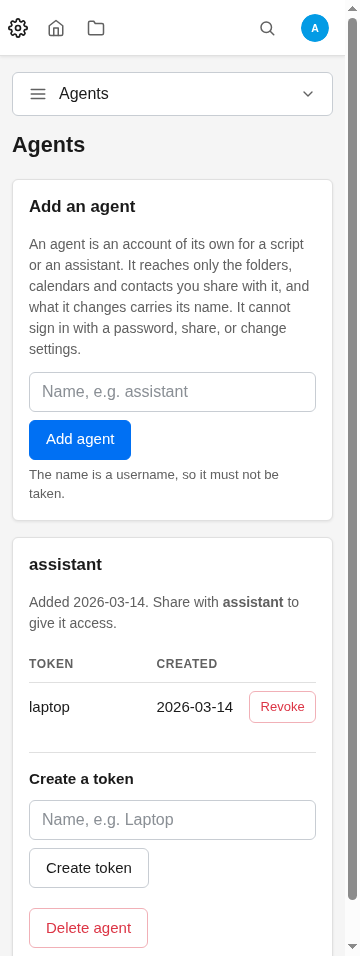 A
Agents
Agents
Add an agent
An agent is an account of its own for a script
or an assistant. It reaches only the folders,
calendars and contacts you share with it, and
what it changes carries its name. It cannot
sign in with a password, share, or change
settings.
Name, e.g. assistant
Add agent
The name is a username, so it must not be
taken.
assistant
Added 2026-03-14. Share with assistant to
give it access.
TOKEN CREATED
laptop 2026-03-14 Revoke
Create a token
Name, e.g. Laptop
Create token
Delete agent